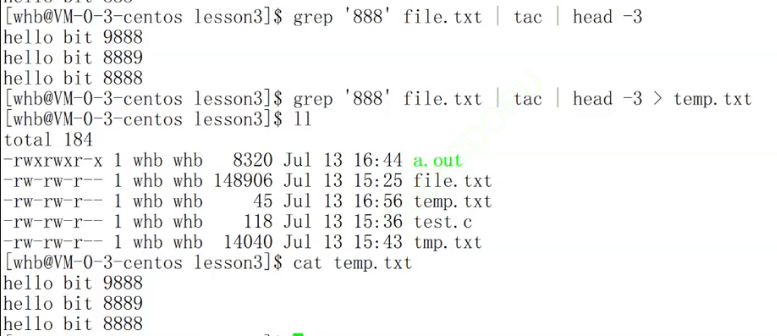 [whb@VM-0-3-centos lesson3]$ grep '888' file.txt | tac | head -3
hello bit 9888
hello bit 8889
hello bit 8888
[whb@VM-0-3-centos lesson3]$ grep '888' file.txt | tac | head -3 > temp.txt
[whb@VM-0-3-centos lesson3]$ ll
total 184
-rwxrwxr-x 1 whb whb   8320 Jul 13 16:44 a.out
-rw-rw-r-- 1 whb whb 148906 Jul 13 15:25 file.txt
-rw-rw-r-- 1 whb whb     45 Jul 13 16:56 temp.txt
-rw-rw-r-- 1 whb whb    118 Jul 13 15:36 test.c
-rw-rw-r-- 1 whb whb  14040 Jul 13 15:43 tmp.txt
[whb@VM-0-3-centos lesson3]$ cat temp.txt
hello bit 9888
hello bit 8889
hello bit 8888